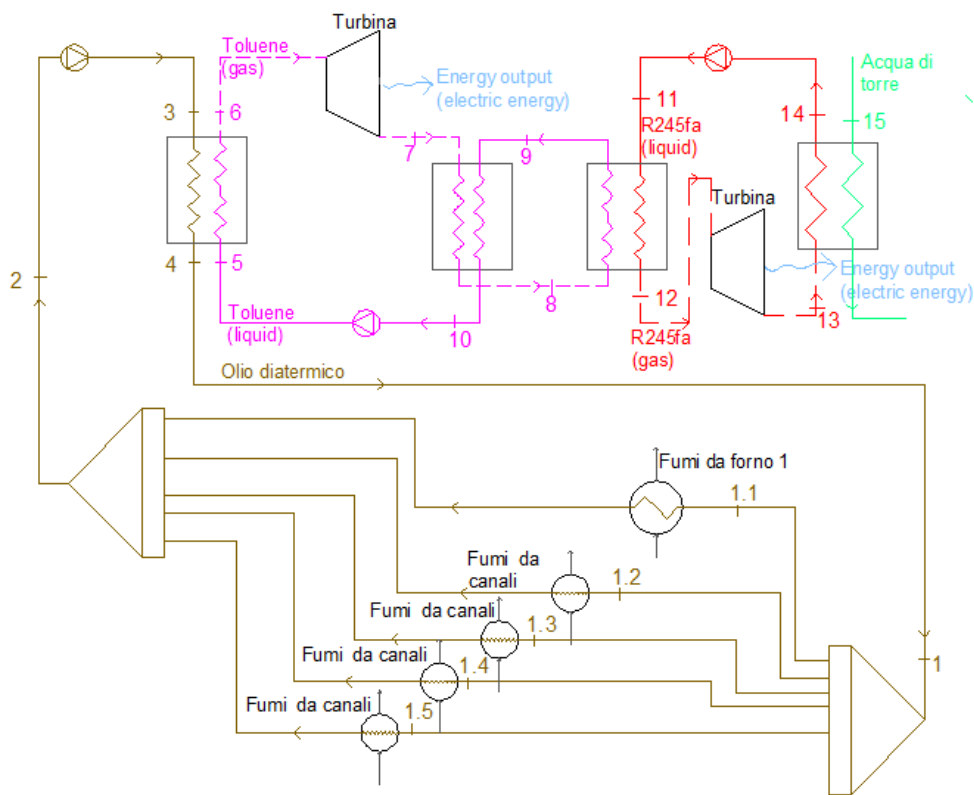 Turbina
Toluene
(gas)
Energy output
(electric energy)
Acqua di
torre
3
6
7
9
11
R245fa
(liquid)
14
15
Turbina
2
4
5
8
12
Energy output
(electric energy)
Toluene
(liquid)
10
R245fa
(gas)
13
Olio diatermico
Fumi da forno 1
1.1
Fumi da
canali
1.2
Fumi da canali
1.3
Fumi da canali
1.4
1
Fumi da canali
1.5